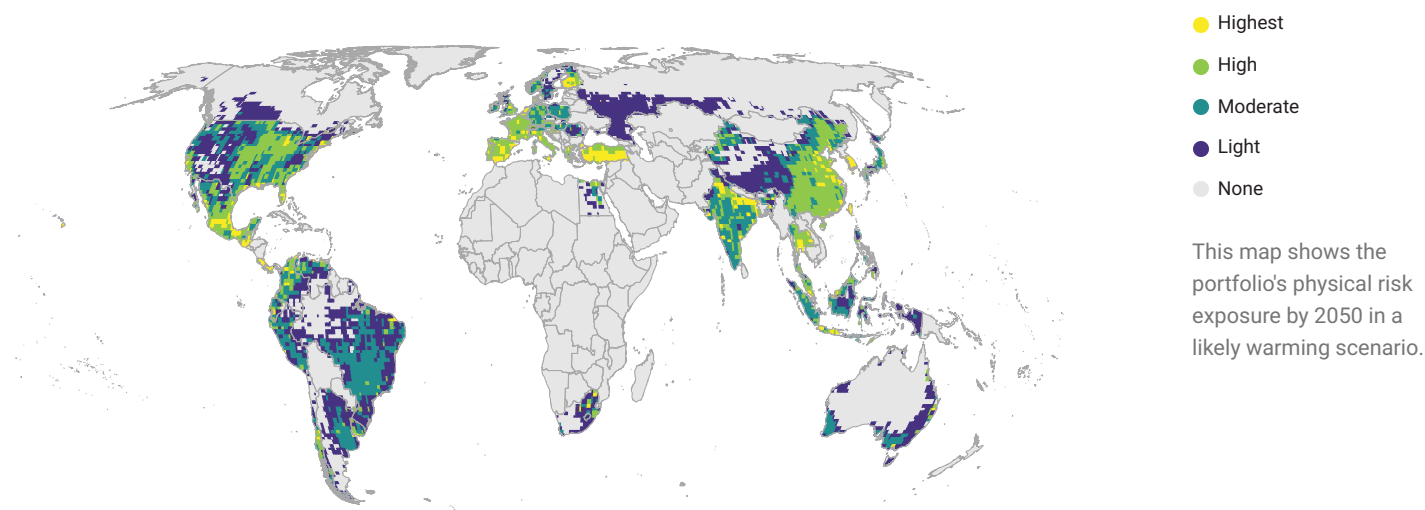 Highest
High
Moderate
Light
None
This map shows the
portfolio's physical risk
exposure by 2050 in a
likely warming scenario.